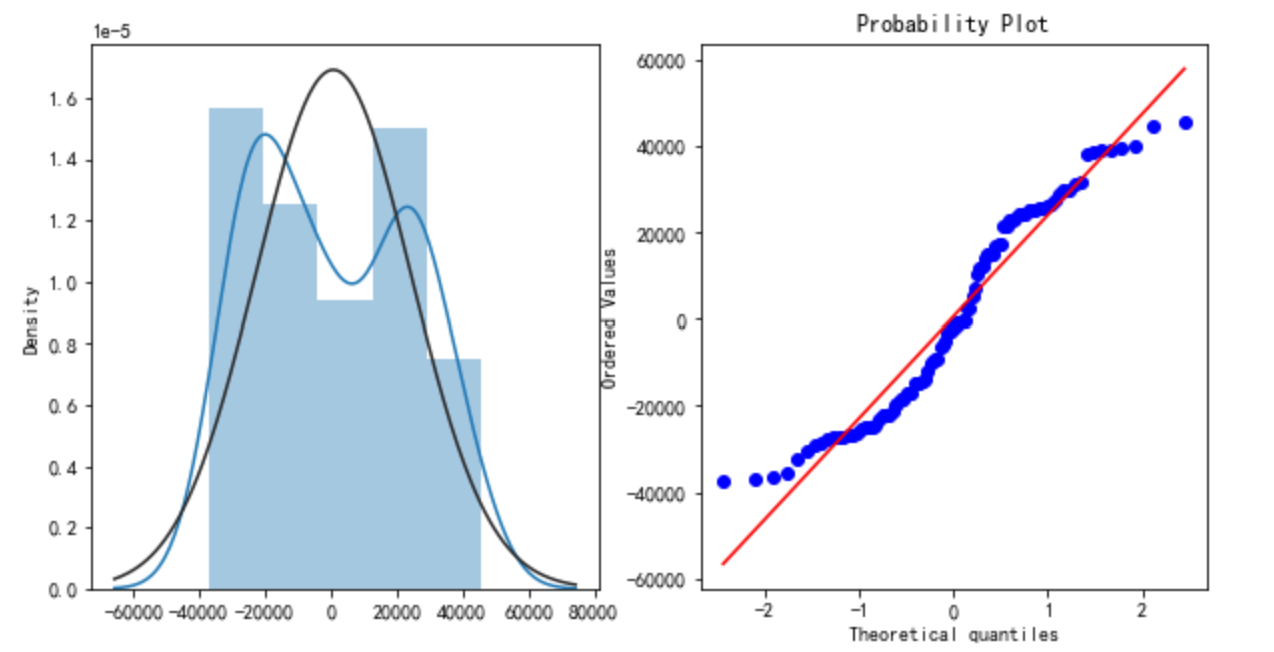 1e-5
1.6
1.4
1.2
1.0
0.8
0.6
0.4
0.2
0.0
Density
-60000 -40000 -20000 0 20000 40000 60000 80000
Probability Plot
60000
40000
20000
0
-20000
-40000
-60000
Ordered Values
-2 -1 0 1 2
Theoretical quantiles